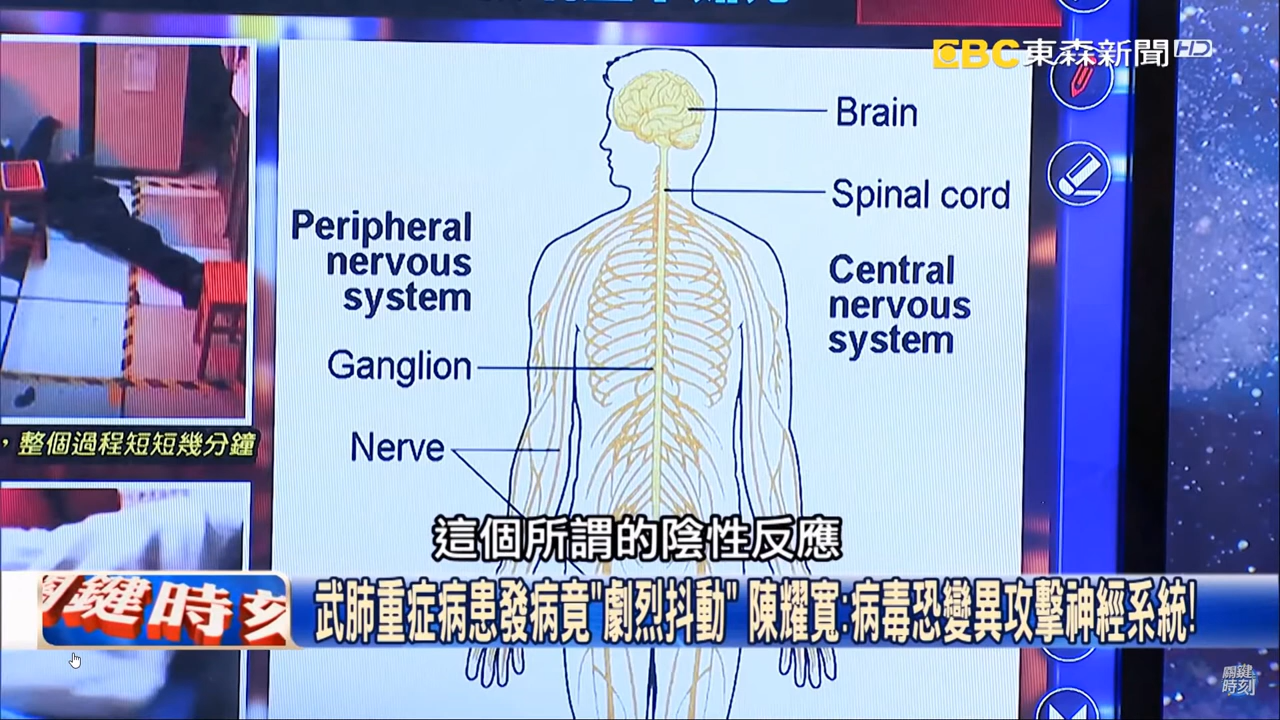 EBC東森新聞HD
Brain
Spinal cord
Peripheral
nervous
system
Central
nervous
system
Ganglion
Nerve
，整個過程短短幾分鐘
這個所謂的陰性反應
關鍵時刻
武肺重症病患發病竟"劇烈抖動" 陳耀寬:病毒恐變異攻擊神經系統!
關鍵
時刻